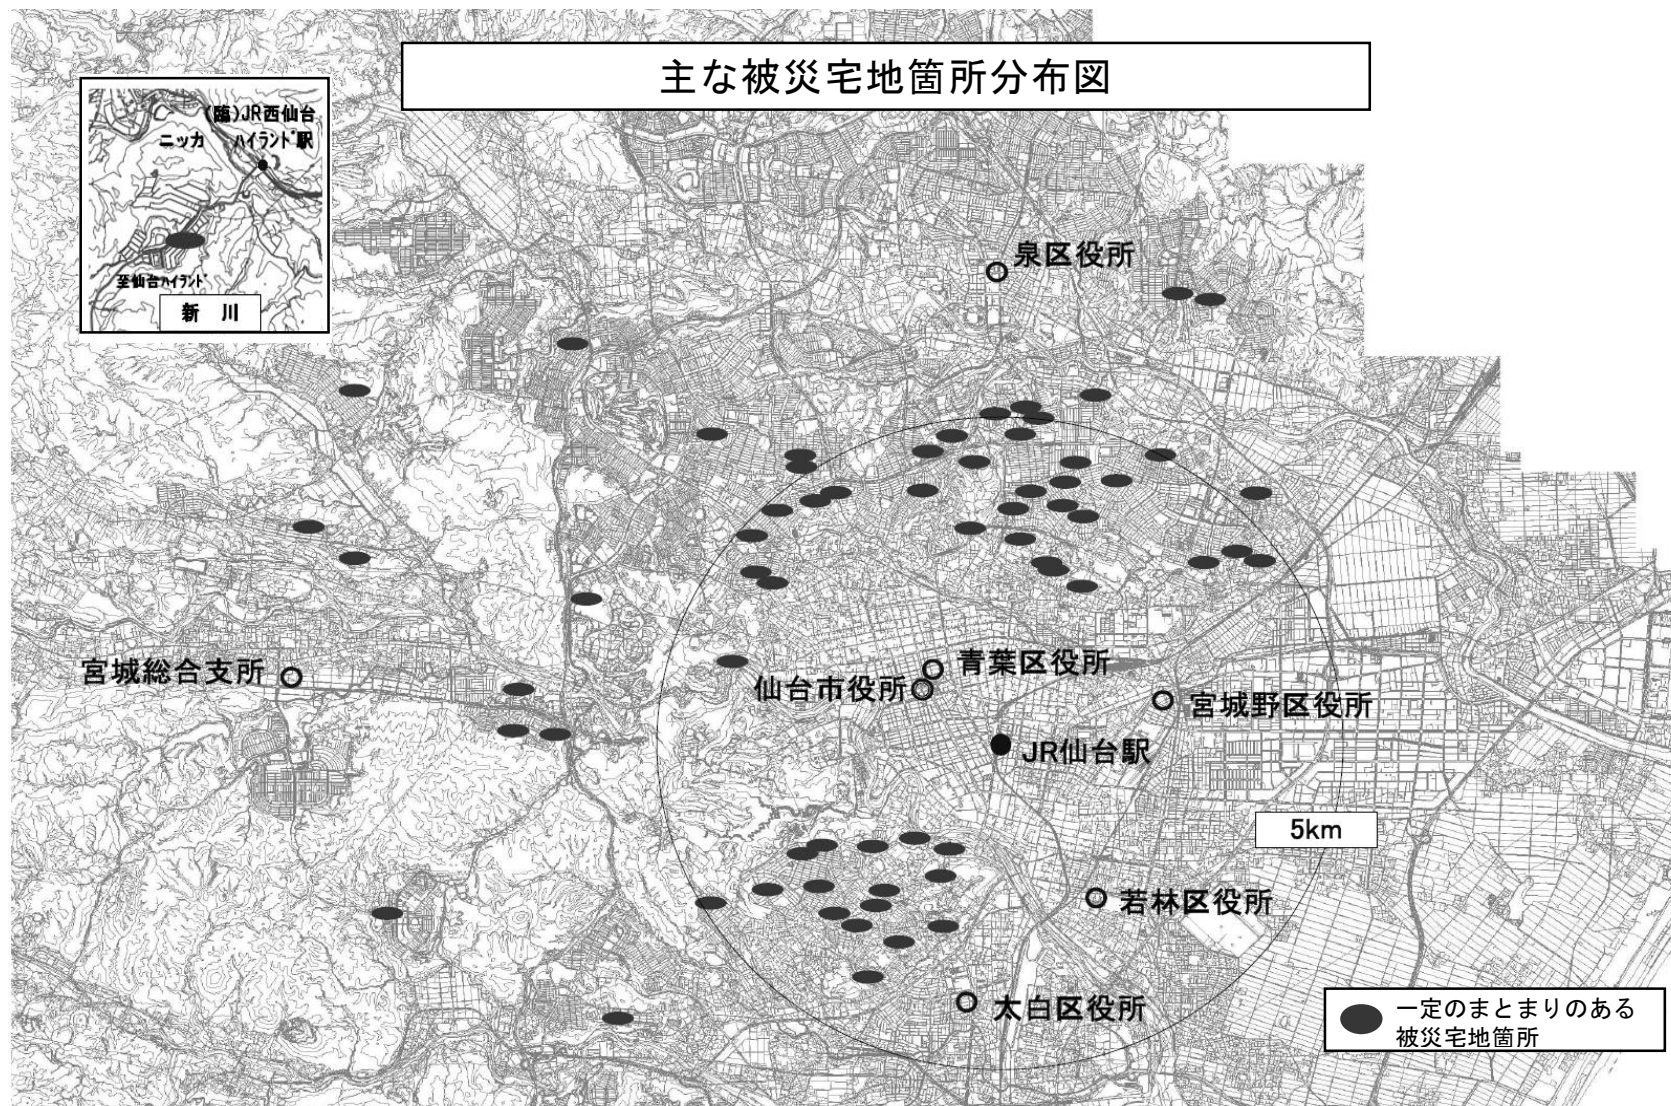 主な被災宅地箇所分布図
(臨)JR西仙台
ニッカ ハイランド駅
至仙台ハイランド
新 川
泉区役所
宮城総合支所
青葉区役所
仙台市役所
宮城野区役所
JR仙台駅
5km
若林区役所
太白区役所
一定のまとまりのある
被災宅地箇所